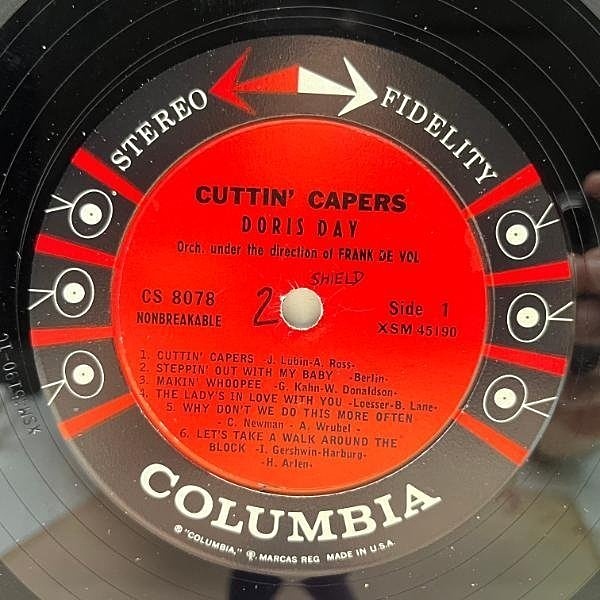 STEREO FIDELITY
CUTTIN' CAPERS
DORIS DAY
Orch. under the direction of FRANK DE VOL
SHIELD
CS 8078
NONBREAKABLE
2
Side 1
XSM 45190
1. CUTTIN' CAPERS J. Lubin-A. Ross-
2. STEPPIN' OUT WITH MY BABY -Berlin-
3. MAKIN' WHOOPEE -G. Kahn-W. Donaldson-
4. THE LADY'S IN LOVE WITH YOU -Loesser-B. Lane-
5. WHY DON'T WE DO THIS MORE OFTEN
-C. Newman - A. Wrubel-
6. LET'S TAKE A WALK AROUND THE
BLOCK -I. Gershwin-Harburg-
-H. Arlen-
COLUMBIA
"COLUMBIA," MARCAS REG. MADE IN U.S.A.